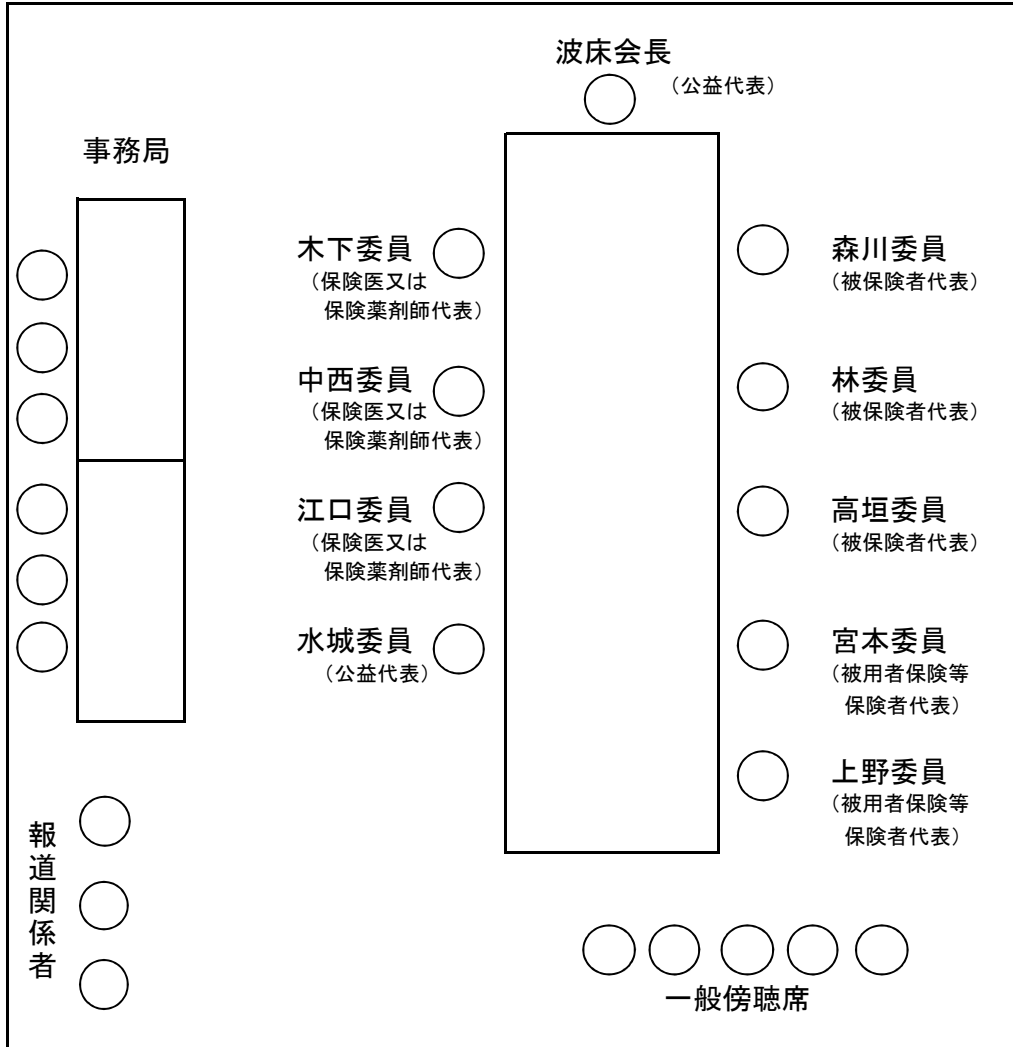 波床会長
（公益代表）
事務局
木下委員
（保険医又は
保険薬剤師代表）
中西委員
（保険医又は
保険薬剤師代表）
江口委員
（保険医又は
保険薬剤師代表）
水城委員
（公益代表）
森川委員
（被保険者代表）
林委員
（被保険者代表）
高垣委員
（被保険者代表）
宮本委員
（被用者保険等
保険者代表）
上野委員
（被用者保険等
保険者代表）
報道関係者
一般傍聴席